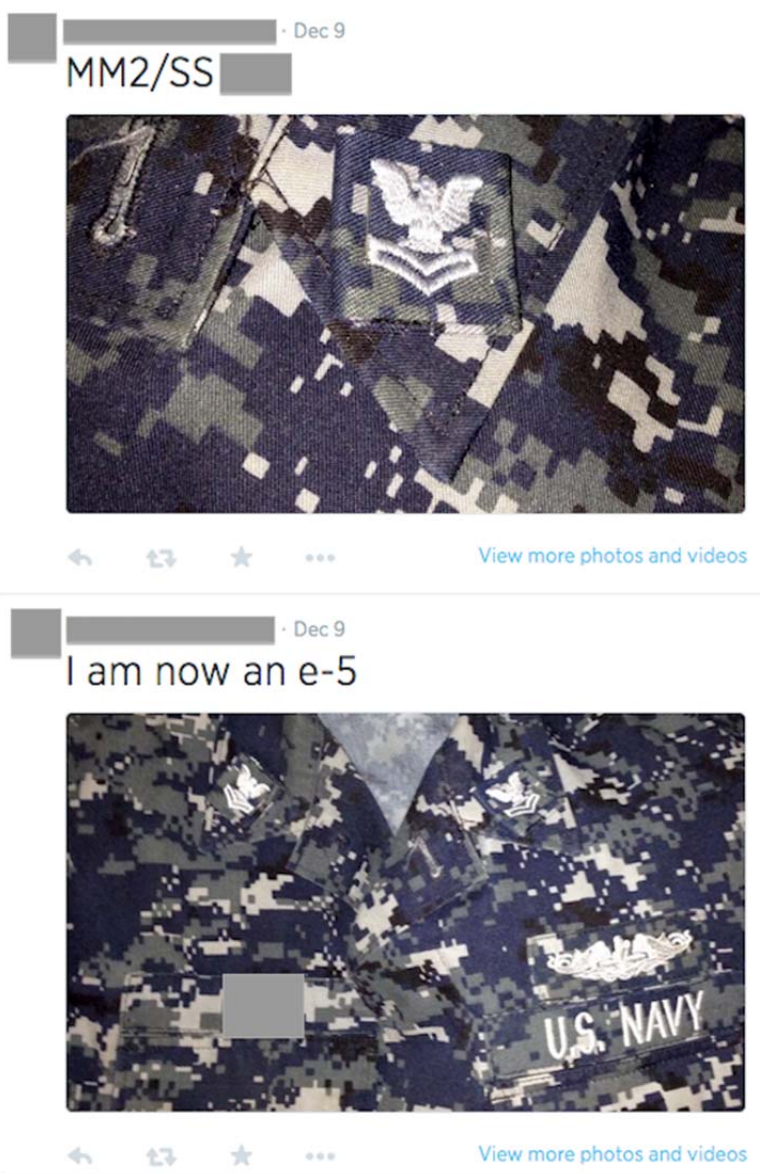 · Dec 9
MM2/SS
View more photos and videos
· Dec 9
I am now an e-5
U.S. NAVY
View more photos and videos